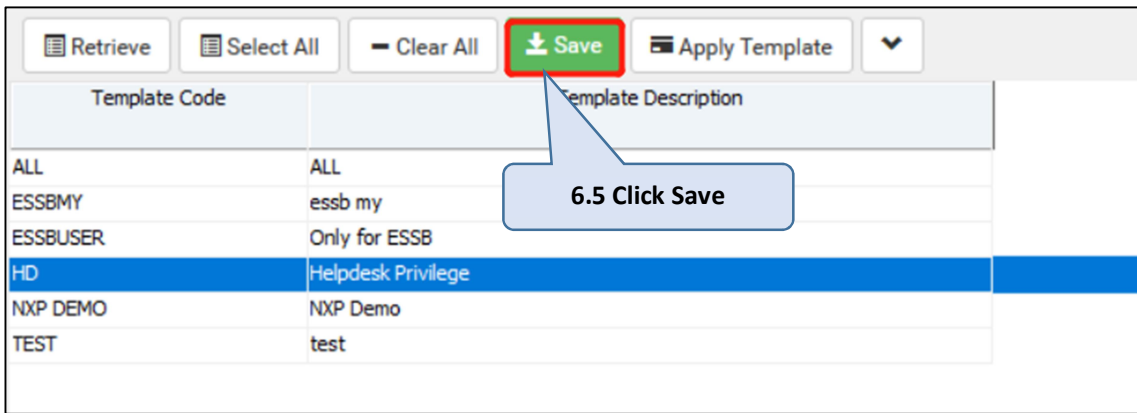 Retrieve Select All Clear All Save Apply Template
Template Code Template Description
6.5 Click Save
ALL ALL
ESSBMY essb my
ESSBUSER Only for ESSB
HD Helpdesk Privilege
NXP DEMO NXP Demo
TEST test